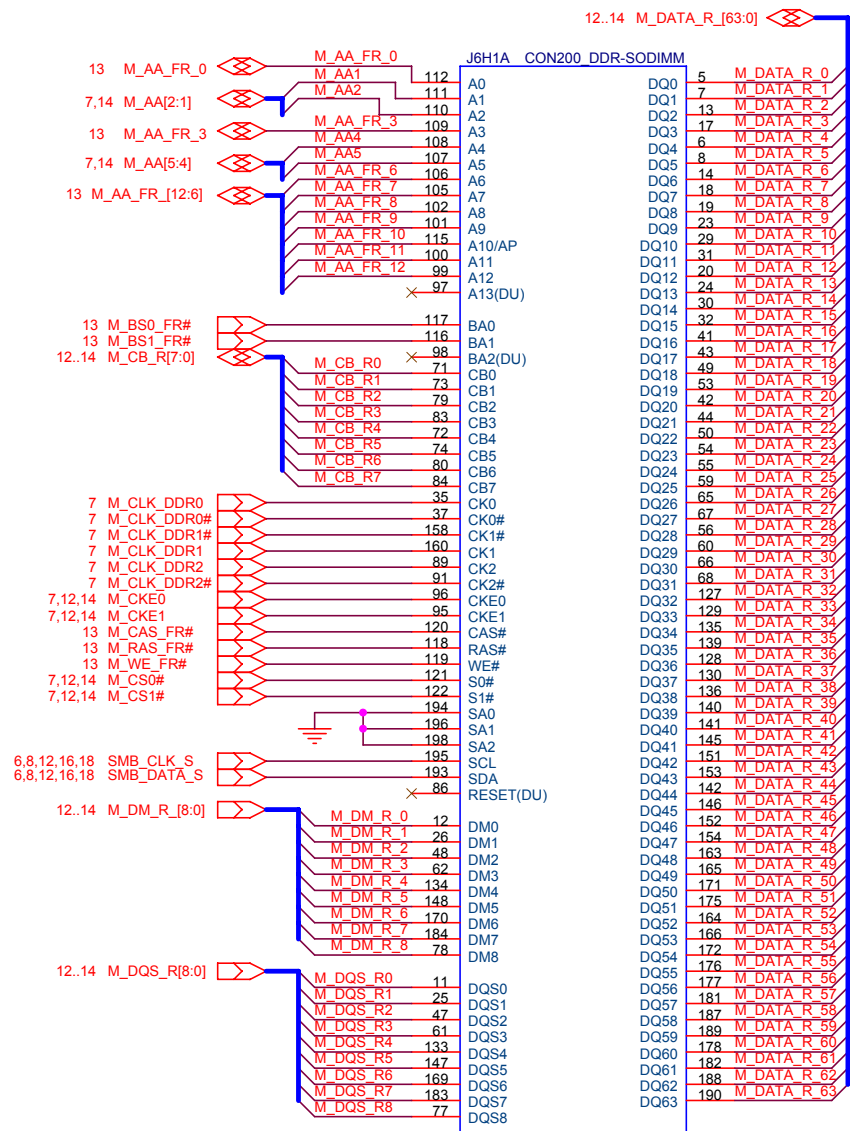 12..14 M_DATA_R_[63:0]
J6H1A CON200_DDR-SODIMM
13 M_AA_FR_0 M_AA_FR_0 112 A0
7,14 M_AA[2:1] M_AA1 111 A1
M_AA2 110 A2
13 M_AA_FR_3 M_AA_FR_3 109 A3
7,14 M_AA[5:4] M_AA4 108 A4
M_AA5 107 A5
13 M_AA_FR_[12:6] M_AA_FR_6 106 A6
M_AA_FR_7 105 A7
M_AA_FR_8 102 A8
M_AA_FR_9 101 A9
M_AA_FR_10 115 A10/AP
M_AA_FR_11 100 A11
M_AA_FR_12 99 A12
97 A13(DU)
13 M_BS0_FR# 117 BA0
13 M_BS1_FR# 116 BA1
98 BA2(DU)
12..14 M_CB_R[7:0] M_CB_R0 71 CB0
M_CB_R1 73 CB1
M_CB_R2 79 CB2
M_CB_R3 83 CB3
M_CB_R4 72 CB4
M_CB_R5 74 CB5
M_CB_R6 80 CB6
M_CB_R7 84 CB7
7 M_CLK_DDR0 35 CK0
7 M_CLK_DDR0# 37 CK0#
7 M_CLK_DDR1# 158 CK1#
7 M_CLK_DDR1 160 CK1
7 M_CLK_DDR2 89 CK2
7 M_CLK_DDR2# 91 CK2#
7,12,14 M_CKE0 96 CKE0
7,12,14 M_CKE1 95 CKE1
13 M_CAS_FR# 120 CAS#
13 M_RAS_FR# 118 RAS#
13 M_WE_FR# 119 WE#
7,12,14 M_CS0# 121 S0#
7,12,14 M_CS1# 122 S1#
194 SA0
196 SA1
198 SA2
6,8,12,16,18 SMB_CLK_S 195 SCL
6,8,12,16,18 SMB_DATA_S 193 SDA
86 RESET(DU)
12..14 M_DM_R_[8:0] M_DM_R_0 12 DM0
M_DM_R_1 26 DM1
M_DM_R_2 48 DM2
M_DM_R_3 62 DM3
M_DM_R_4 134 DM4
M_DM_R_5 148 DM5
M_DM_R_6 170 DM6
M_DM_R_7 184 DM7
M_DM_R_8 78 DM8
12..14 M_DQS_R[8:0] M_DQS_R0 11 DQS0
M_DQS_R1 25 DQS1
M_DQS_R2 47 DQS2
M_DQS_R3 61 DQS3
M_DQS_R4 133 DQS4
M_DQS_R5 147 DQS5
M_DQS_R6 169 DQS6
M_DQS_R7 183 DQS7
M_DQS_R8 77 DQS8
DQ0 5 M_DATA_R_0
DQ1 7 M_DATA_R_1
DQ2 13 M_DATA_R_2
DQ3 17 M_DATA_R_3
DQ4 6 M_DATA_R_4
DQ5 8 M_DATA_R_5
DQ6 14 M_DATA_R_6
DQ7 18 M_DATA_R_7
DQ8 19 M_DATA_R_8
DQ9 23 M_DATA_R_9
DQ10 29 M_DATA_R_10
DQ11 31 M_DATA_R_11
DQ12 20 M_DATA_R_12
DQ13 24 M_DATA_R_13
DQ14 30 M_DATA_R_14
DQ15 32 M_DATA_R_15
DQ16 41 M_DATA_R_16
DQ17 43 M_DATA_R_17
DQ18 49 M_DATA_R_18
DQ19 53 M_DATA_R_19
DQ20 42 M_DATA_R_20
DQ21 44 M_DATA_R_21
DQ22 50 M_DATA_R_22
DQ23 54 M_DATA_R_23
DQ24 55 M_DATA_R_24
DQ25 59 M_DATA_R_25
DQ26 65 M_DATA_R_26
DQ27 67 M_DATA_R_27
DQ28 56 M_DATA_R_28
DQ29 60 M_DATA_R_29
DQ30 66 M_DATA_R_30
DQ31 68 M_DATA_R_31
DQ32 127 M_DATA_R_32
DQ33 129 M_DATA_R_33
DQ34 135 M_DATA_R_34
DQ35 139 M_DATA_R_35
DQ36 128 M_DATA_R_36
DQ37 130 M_DATA_R_37
DQ38 136 M_DATA_R_38
DQ39 140 M_DATA_R_39
DQ40 141 M_DATA_R_40
DQ41 145 M_DATA_R_41
DQ42 151 M_DATA_R_42
DQ43 153 M_DATA_R_43
DQ44 142 M_DATA_R_44
DQ45 146 M_DATA_R_45
DQ46 152 M_DATA_R_46
DQ47 154 M_DATA_R_47
DQ48 163 M_DATA_R_48
DQ49 165 M_DATA_R_49
DQ50 171 M_DATA_R_50
DQ51 175 M_DATA_R_51
DQ52 164 M_DATA_R_52
DQ53 166 M_DATA_R_53
DQ54 172 M_DATA_R_54
DQ55 176 M_DATA_R_55
DQ56 177 M_DATA_R_56
DQ57 181 M_DATA_R_57
DQ58 187 M_DATA_R_58
DQ59 189 M_DATA_R_59
DQ60 178 M_DATA_R_60
DQ61 182 M_DATA_R_61
DQ62 188 M_DATA_R_62
DQ63 190 M_DATA_R_63